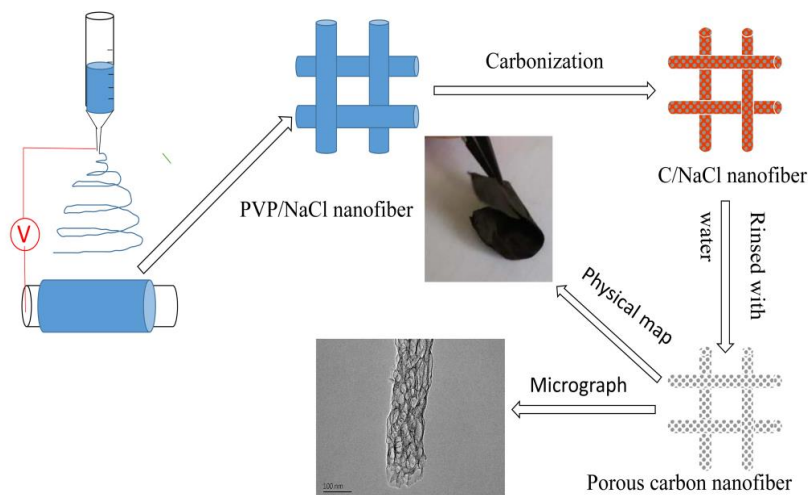 V
PVP/NaCl nanofiber
Carbonization
C/NaCl nanofiber
Rinsed with
water
Physical map
Micrograph
100 nm
Porous carbon nanofiber